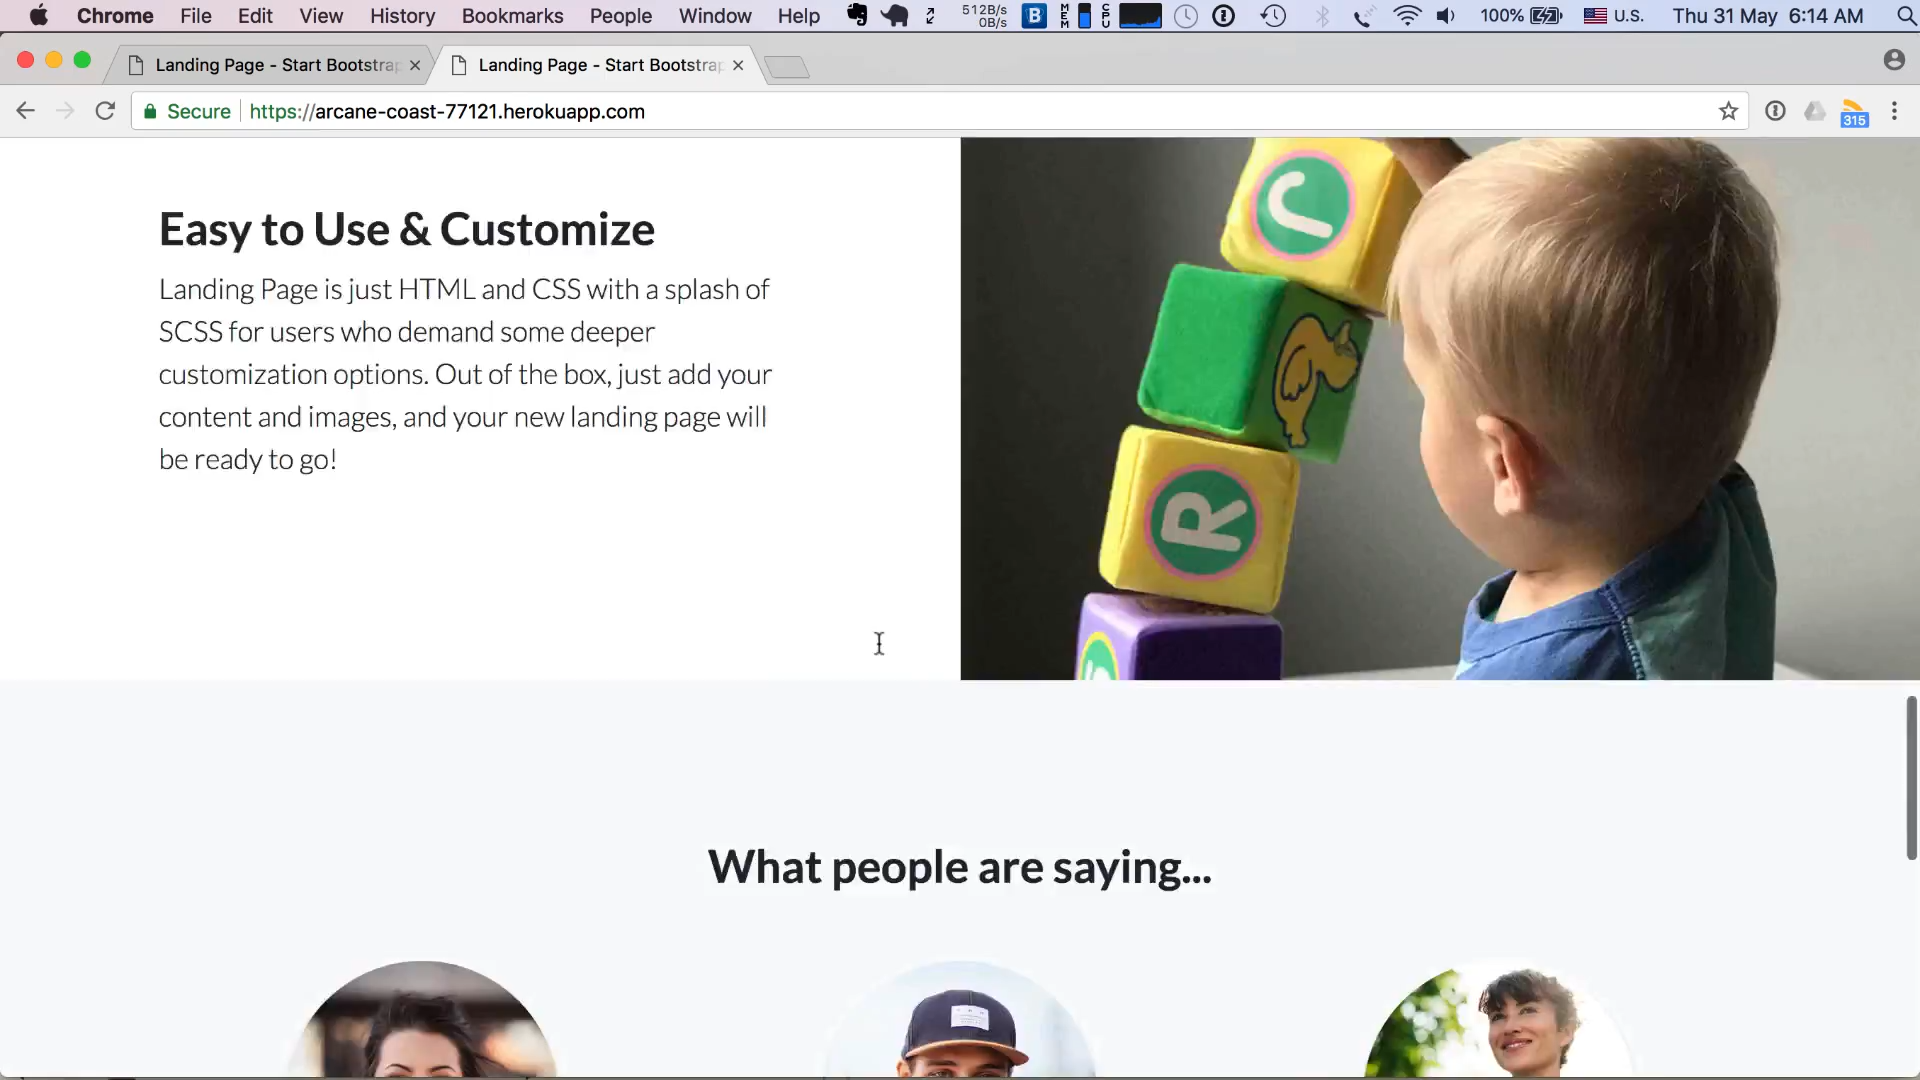 Chrome File Edit View History Bookmarks People Window Help 512B/s 0B/s B MEM CPU 100% U.S. Thu 31 May 6:14 AM
Landing Page - Start Bootstrap Landing Page - Start Bootstrap
Secure https://arcane-coast-77121.herokuapp.com 315
Easy to Use & Customize
Landing Page is just HTML and CSS with a splash of
SCSS for users who demand some deeper
customization options. Out of the box, just add your
content and images, and your new landing page will
be ready to go!
J
R
What people are saying...